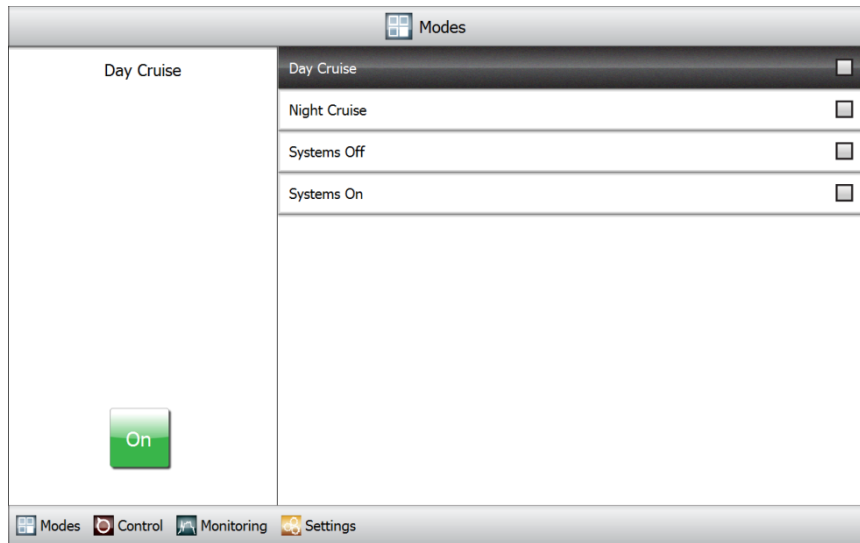 Modes
Day Cruise
Day Cruise
Night Cruise
Systems Off
Systems On
On
Modes Control Monitoring Settings